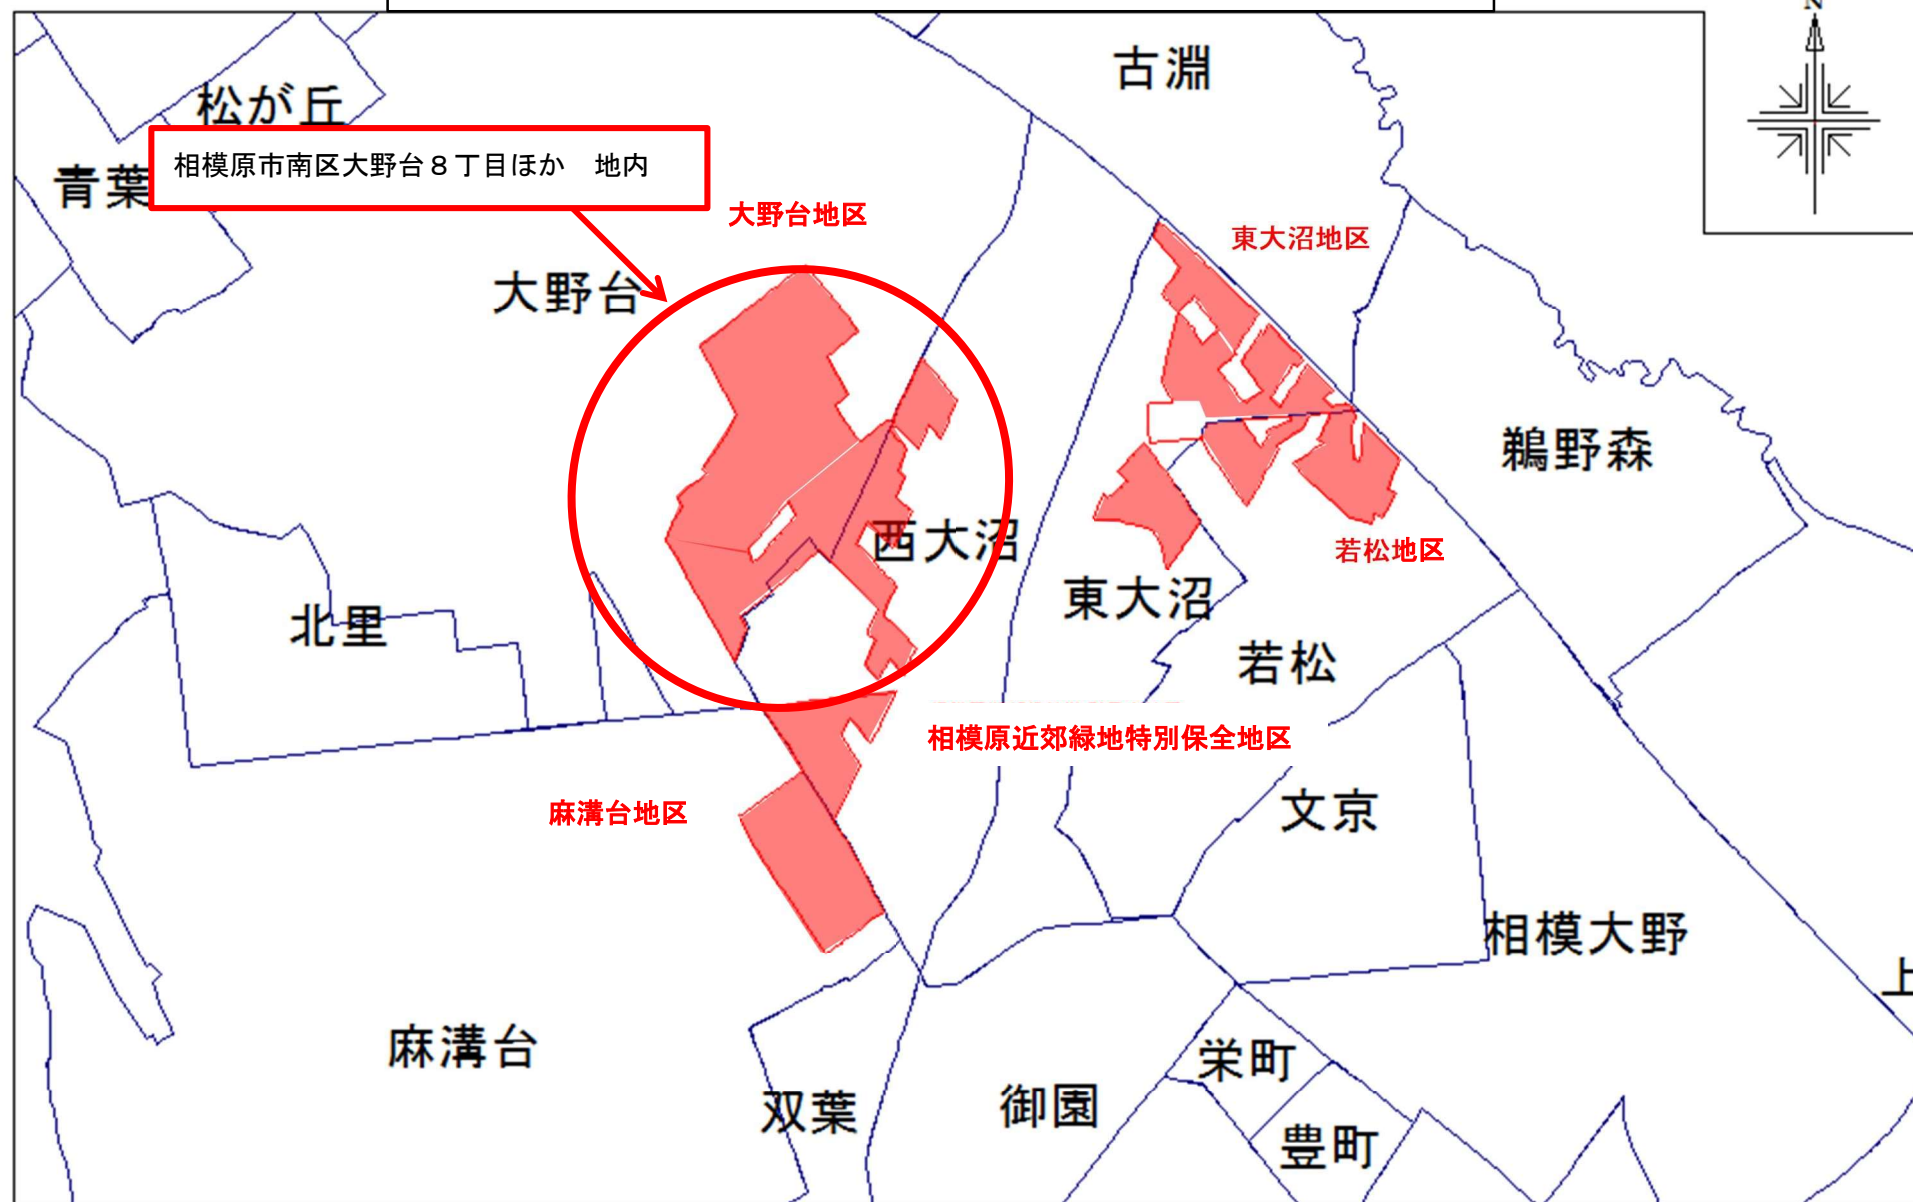 N
古淵
松が丘
青葉
相模原市南区大野台８丁目ほか　地内
大野台地区
東大沼地区
大野台
鵜野森
西大沼
若松地区
東大沼
北里
若松
相模原近郊緑地特別保全地区
麻溝台地区
文京
相模大野
上
麻溝台
栄町
双葉
御園
豊町